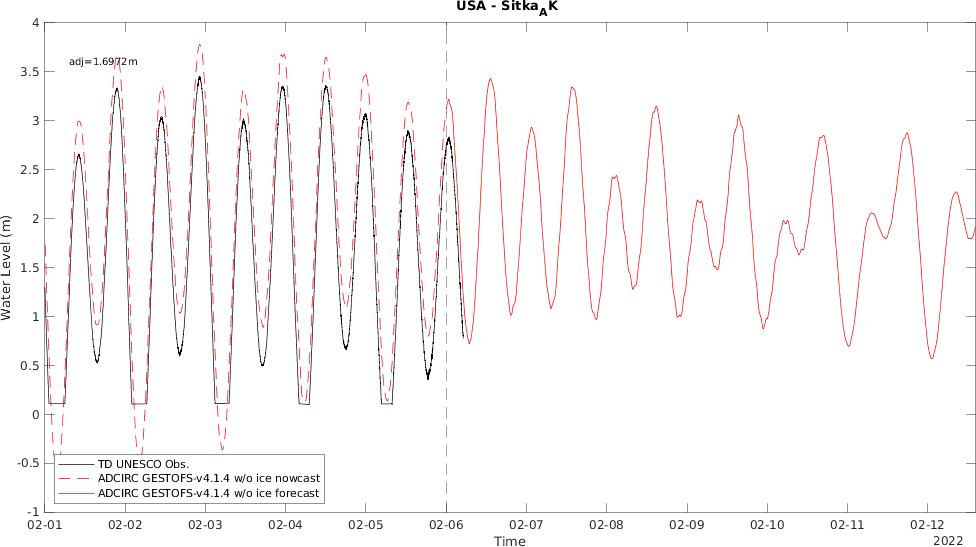 USA - Sitka_AK
4
3.5
3
2.5
2
1.5
1
0.5
0
-0.5
-1
Water Level (m)
adj=1.6972m
TD UNESCO Obs.
ADCIRC GESTOFS-v4.1.4 w/o ice nowcast
ADCIRC GESTOFS-v4.1.4 w/o ice forecast
02-01 02-02 02-03 02-04 02-05 02-06 02-07 02-08 02-09 02-10 02-11 02-12
Time
2022